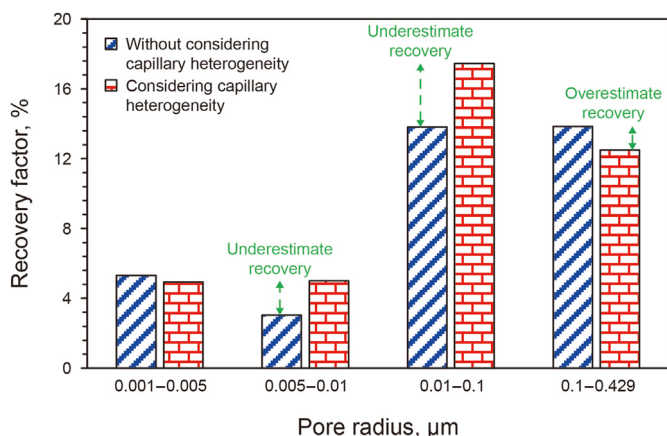 20
16
12
8
4
0
Recovery factor, %
Without considering
capillary heterogeneity
Considering capillary
heterogeneity
Underestimate
recovery
Underestimate
recovery
Overestimate
recovery
0.001–0.005
0.005–0.01
0.01–0.1
0.1–0.429
Pore radius, μm